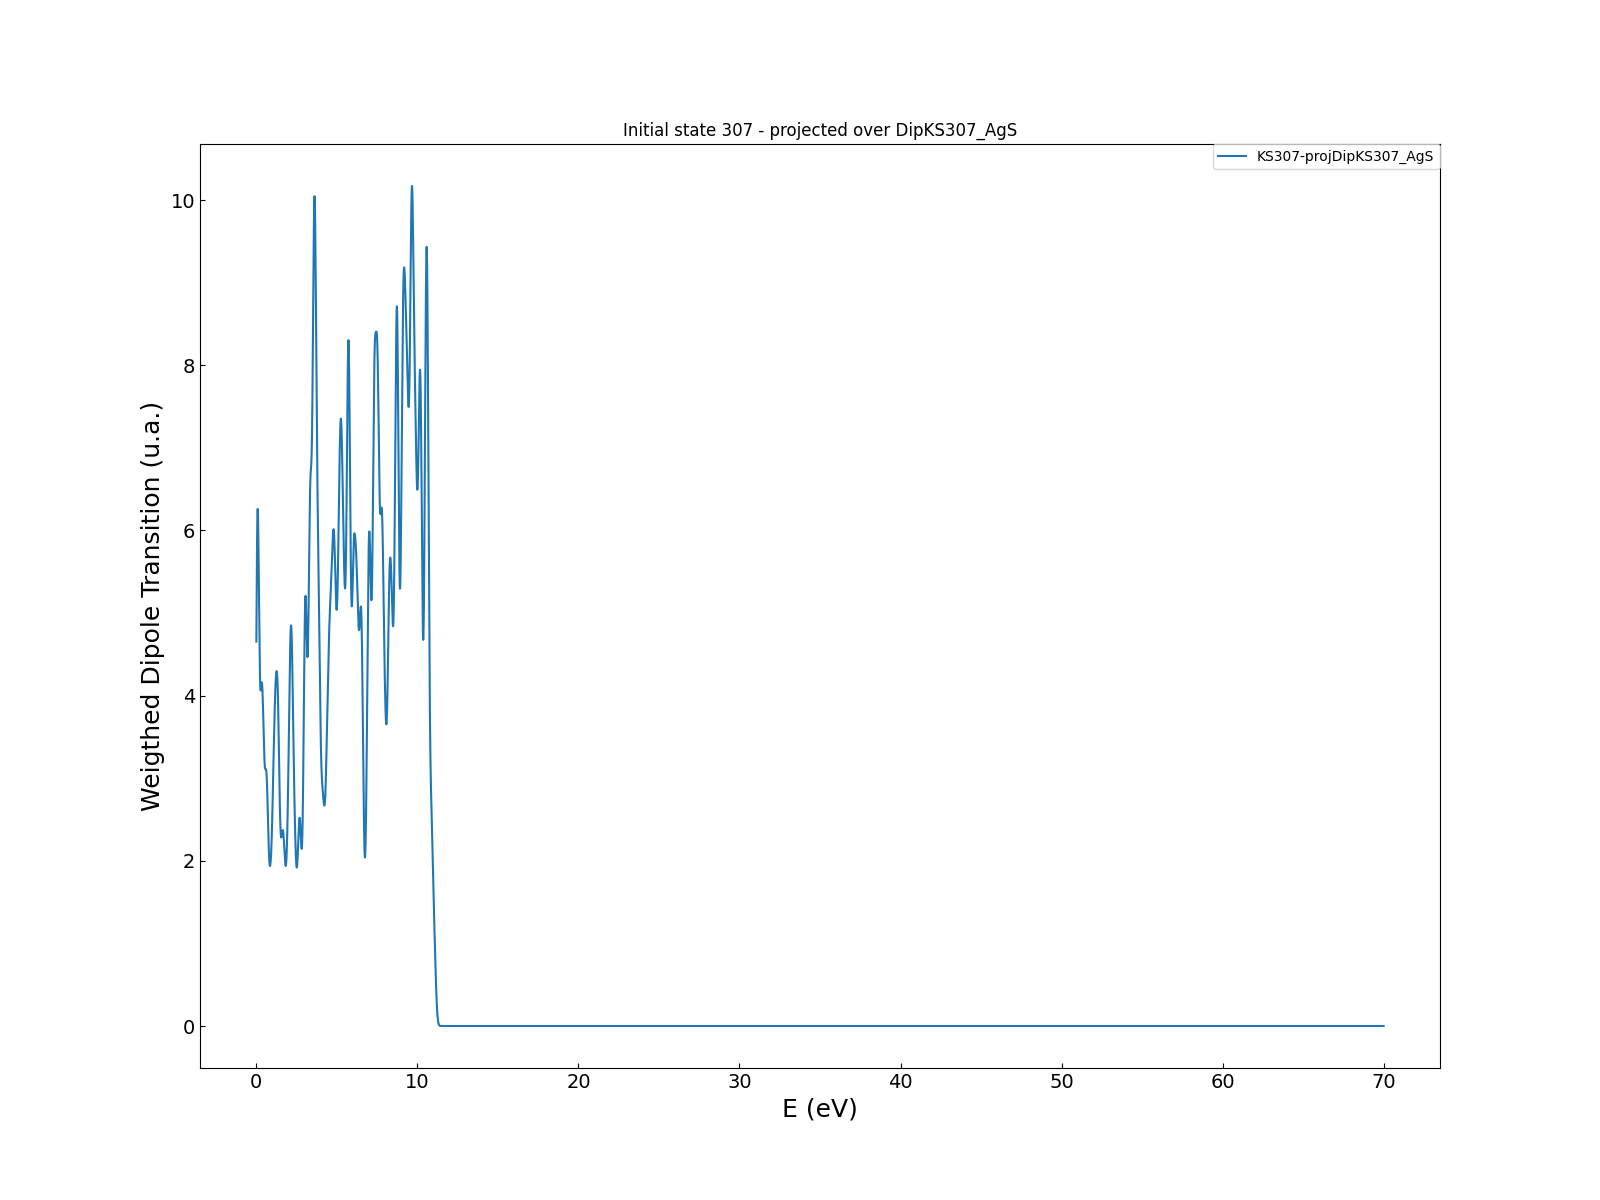 Initial state 307 - projected over DipKS307_AgS
KS307-projDipKS307_AgS
10
8
6
4
2
0
Weigthed Dipole Transition (u.a.)
0 10 20 30 40 50 60 70
E (eV)